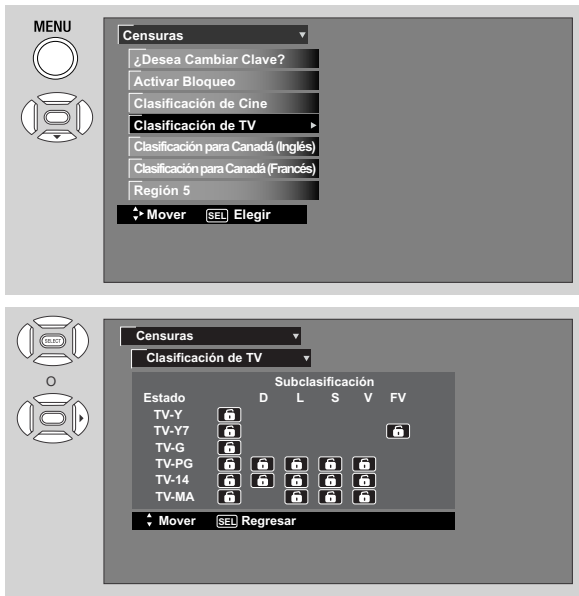 MENU
Censuras
¿Desea Cambiar Clave?
Activar Bloqueo
Clasificación de Cine
Clasificación de TV
Clasificación para Canadá (Inglés)
Clasificación para Canadá (Francés)
Región 5
Mover SEL Elegir
SELECT
O
Censuras
Clasificación de TV
Subclasificación
Estado D L S V FV
TV-Y
TV-Y7
TV-G
TV-PG
TV-14
TV-MA
Mover SEL Regresar